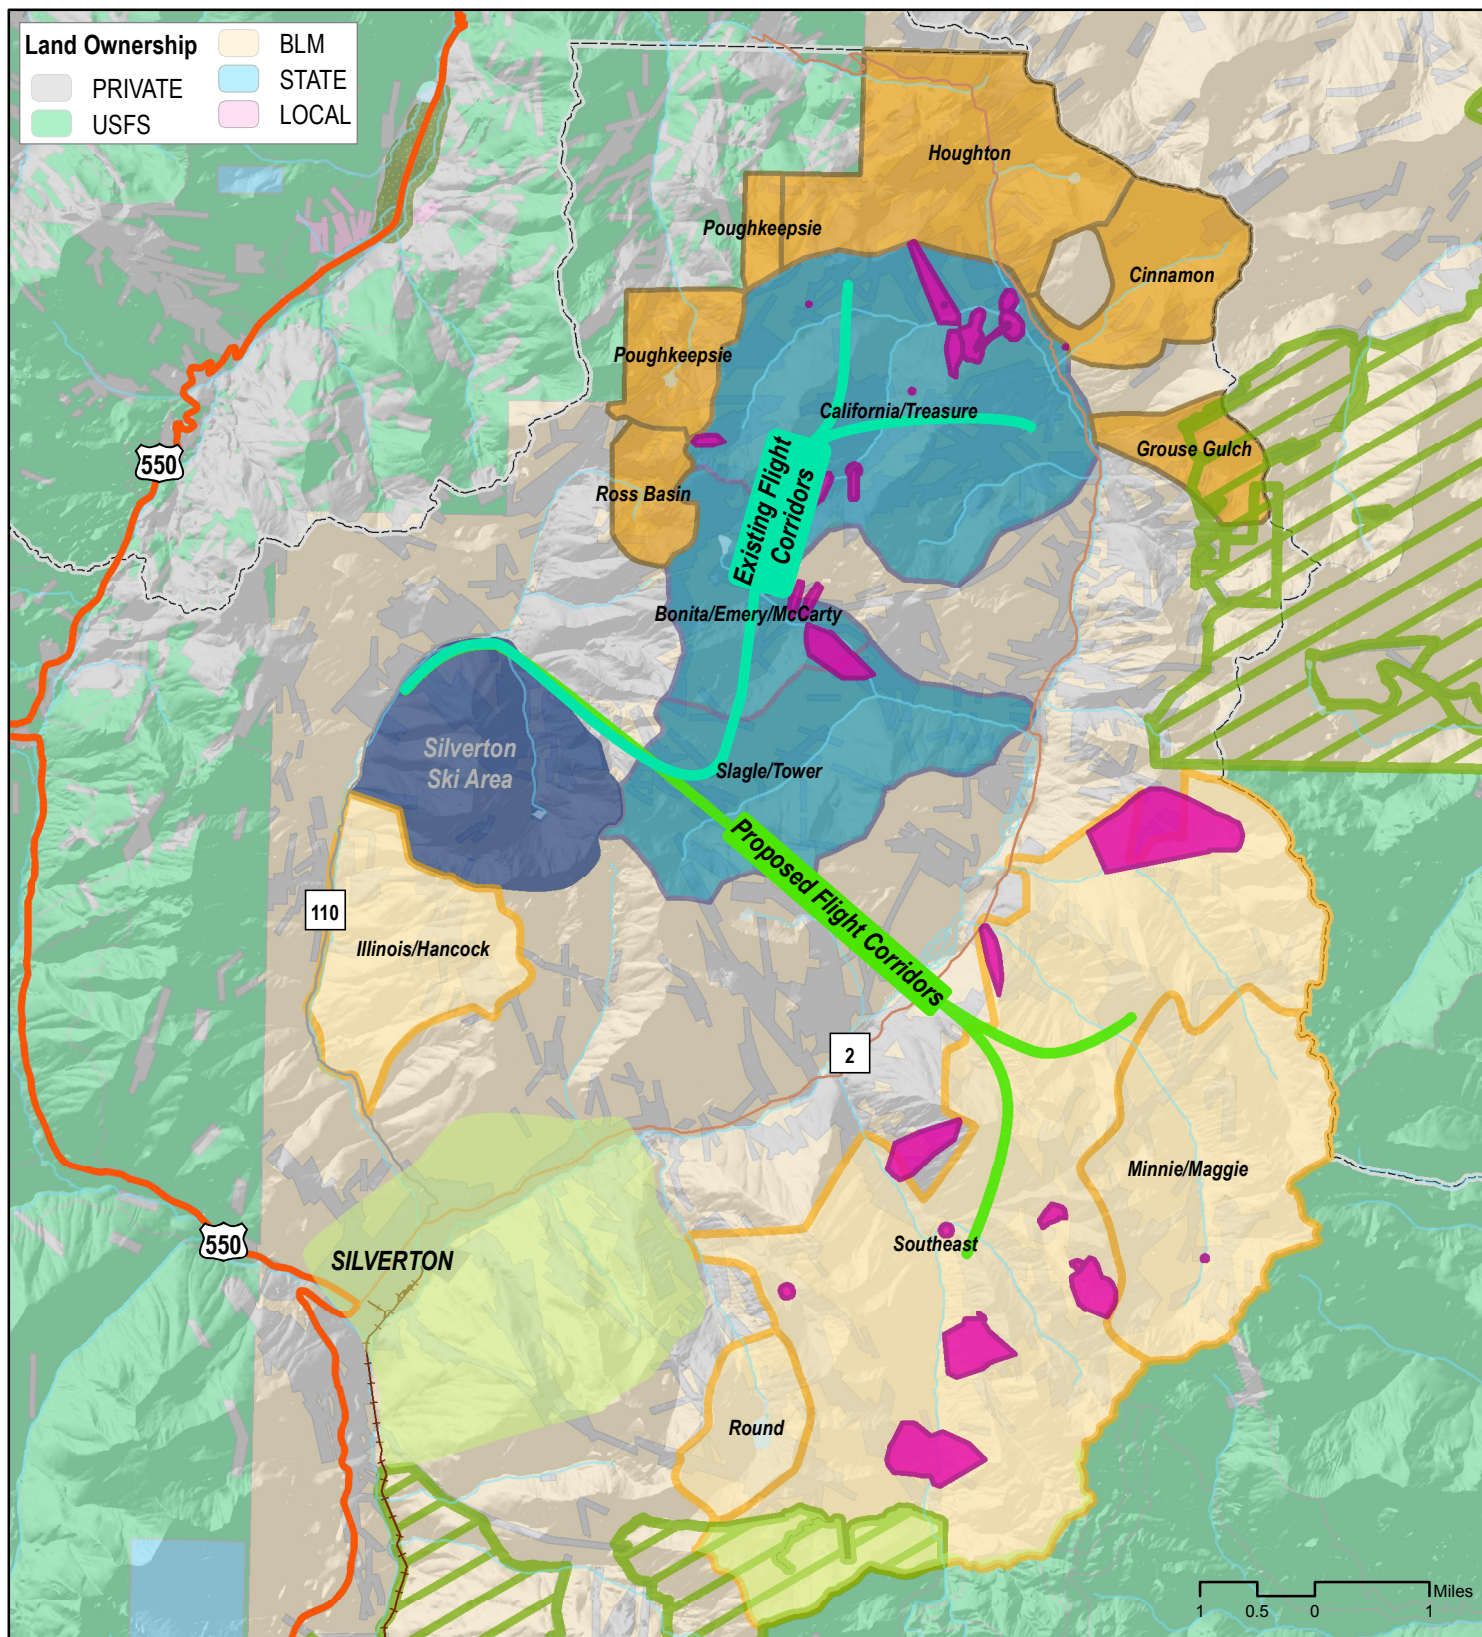 Land Ownership
PRIVATE
USFS
BLM
STATE
LOCAL
Houghton
Poughkeepsie
Cinnamon
Poughkeepsie
California/Treasure
Grouse Gulch
550
Ross Basin
Existing Flight
Corridors
Bonita/Emery/McCarty
Silverton
Ski Area
Slagle/Tower
Proposed Flight Corridors
110
Illinois/Hancock
2
Minnie/Maggie
550
SILVERTON
Southeast
Round
Miles
1 0.5 0 1